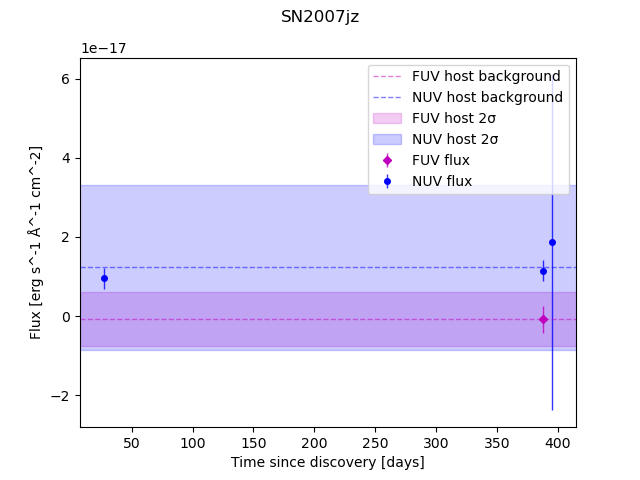 SN2007jz
1e−17
FUV host background
NUV host background
FUV host 2σ
NUV host 2σ
FUV flux
NUV flux
6
4
2
0
−2
Flux [erg s^-1 Å^-1 cm^-2]
50 100 150 200 250 300 350 400
Time since discovery [days]